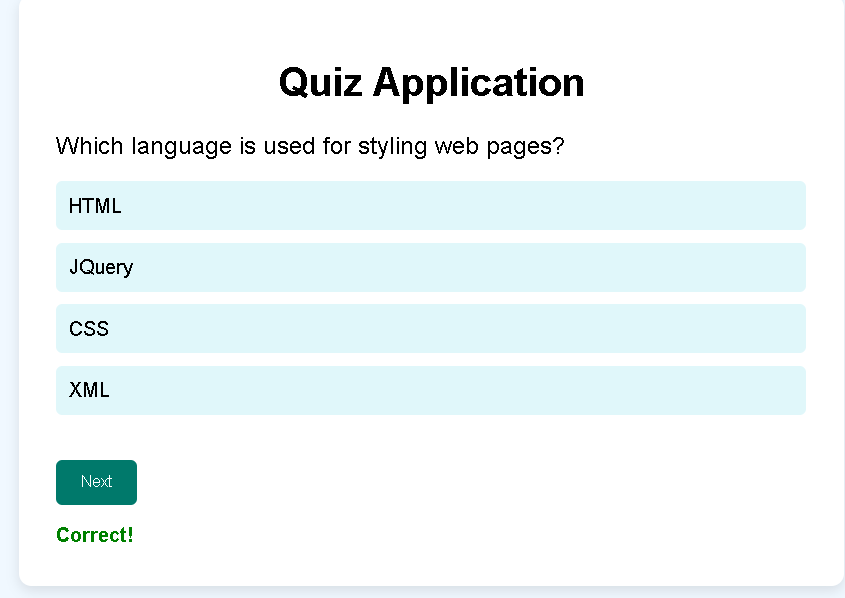 Quiz Application
Which language is used for styling web pages?
HTML
JQuery
CSS
XML
Next
Correct!